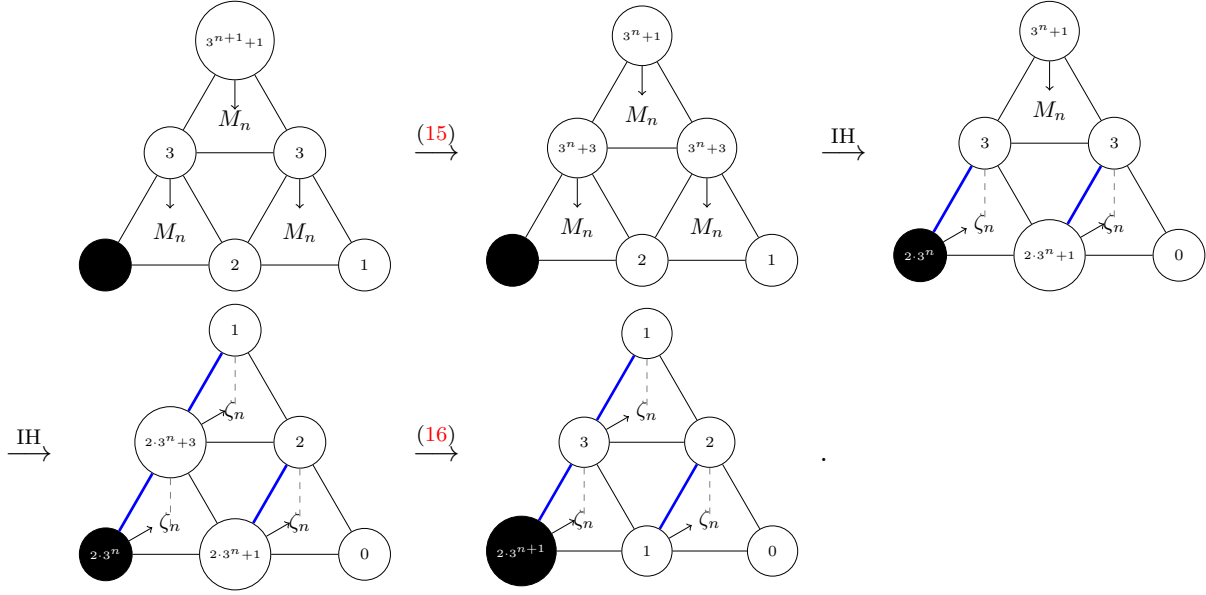 3^{n+1}+1
M_n
3 3
M_n M_n
2 1
(15)
3^n+1
M_n
3^n+3 3^n+3
M_n M_n
2 1
IH
3^n+1
M_n
3 3
ζ_n ζ_n
2·3^n 2·3^n+1 0
IH
1
ζ_n
2·3^n+3 2
ζ_n ζ_n
2·3^n 2·3^n+1 0
(16)
1
ζ_n
3 2
ζ_n ζ_n
2·3^{n+1} 1 0
.